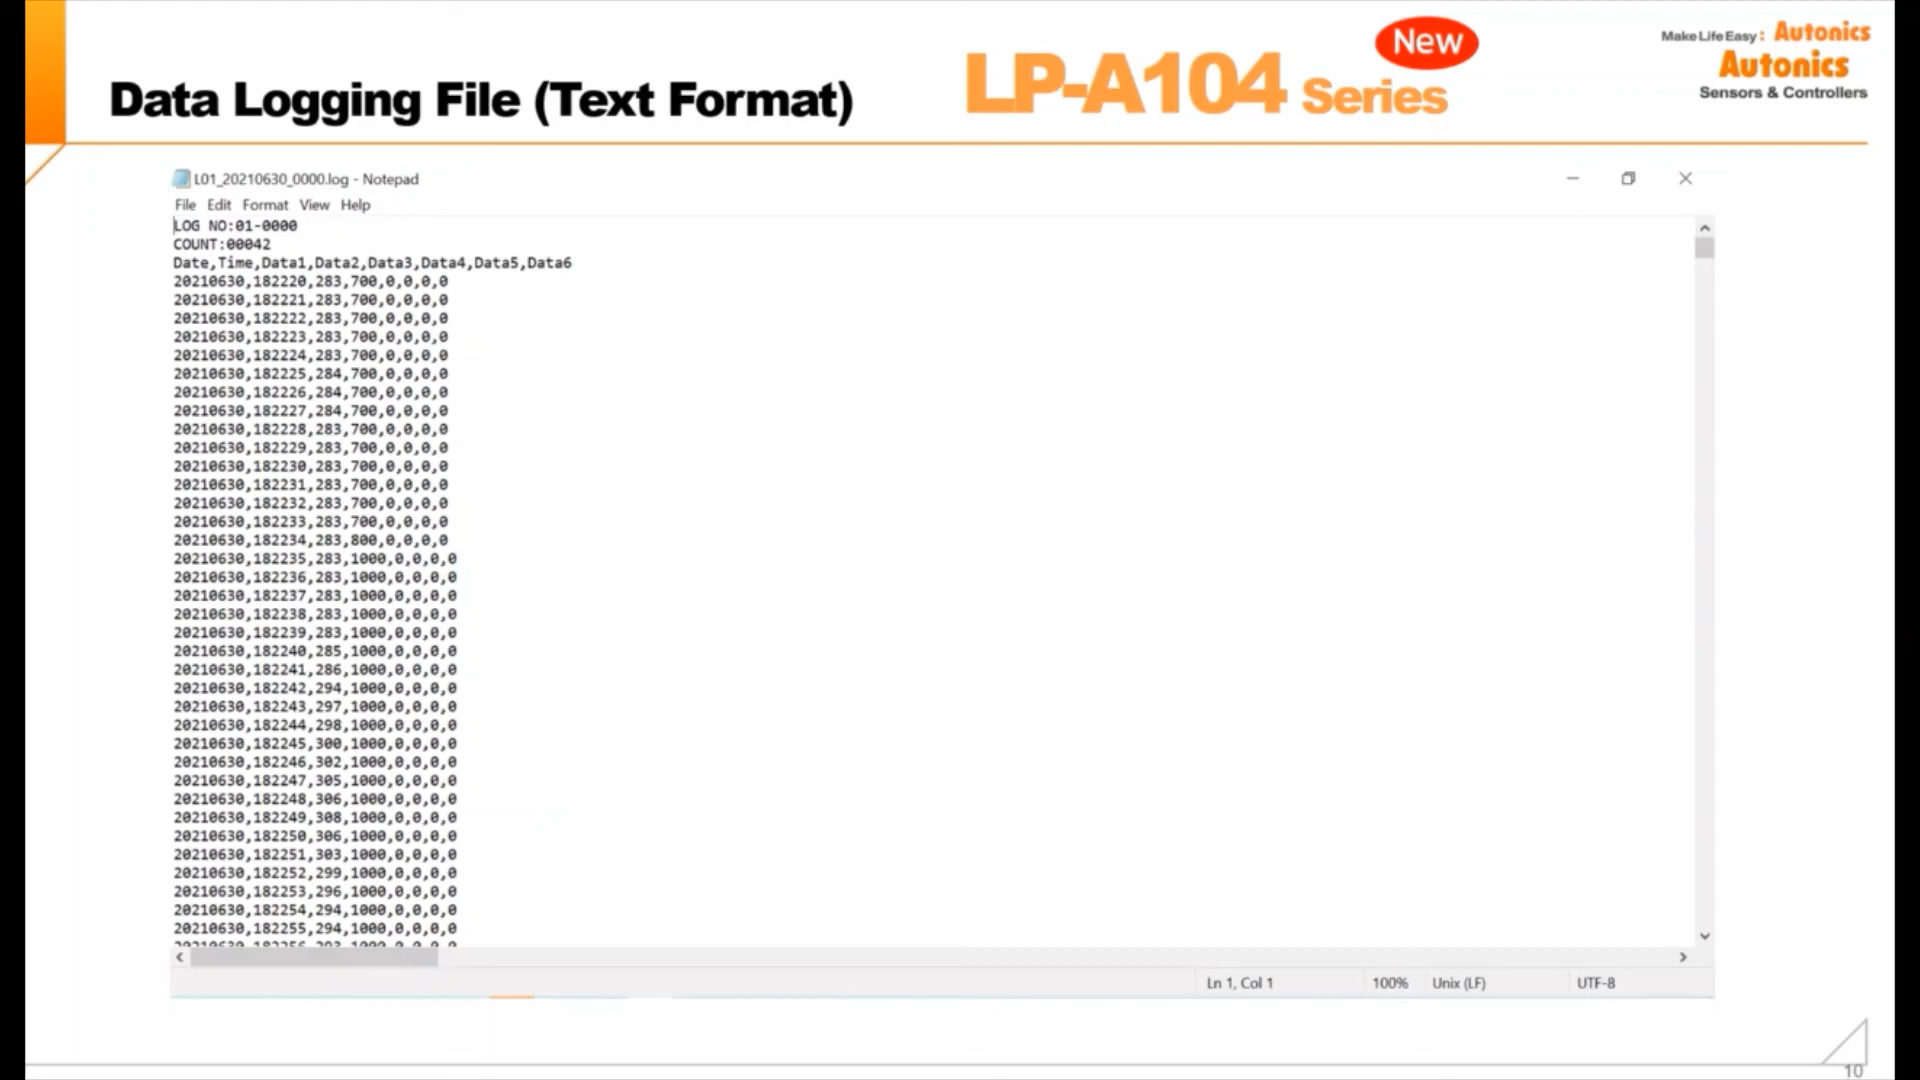 Data Logging File (Text Format)
LP-A104 Series
New
Make Life Easy: Autonics
Autonics
Sensors & Controllers
L01_20210630_0000.log - Notepad
File Edit Format View Help
LOG NO:01-0000
COUNT:00042
Date,Time,Data1,Data2,Data3,Data4,Data5,Data6
20210630,182220,283,700,0,0,0,0
20210630,182221,283,700,0,0,0,0
20210630,182222,283,700,0,0,0,0
20210630,182223,283,700,0,0,0,0
20210630,182224,283,700,0,0,0,0
20210630,182225,284,700,0,0,0,0
20210630,182226,284,700,0,0,0,0
20210630,182227,284,700,0,0,0,0
20210630,182228,283,700,0,0,0,0
20210630,182229,283,700,0,0,0,0
20210630,182230,283,700,0,0,0,0
20210630,182231,283,700,0,0,0,0
20210630,182232,283,700,0,0,0,0
20210630,182233,283,700,0,0,0,0
20210630,182234,283,800,0,0,0,0
20210630,182235,283,1000,0,0,0,0
20210630,182236,283,1000,0,0,0,0
20210630,182237,283,1000,0,0,0,0
20210630,182238,283,1000,0,0,0,0
20210630,182239,283,1000,0,0,0,0
20210630,182240,285,1000,0,0,0,0
20210630,182241,286,1000,0,0,0,0
20210630,182242,294,1000,0,0,0,0
20210630,182243,297,1000,0,0,0,0
20210630,182244,298,1000,0,0,0,0
20210630,182245,300,1000,0,0,0,0
20210630,182246,302,1000,0,0,0,0
20210630,182247,305,1000,0,0,0,0
20210630,182248,306,1000,0,0,0,0
20210630,182249,308,1000,0,0,0,0
20210630,182250,306,1000,0,0,0,0
20210630,182251,303,1000,0,0,0,0
20210630,182252,299,1000,0,0,0,0
20210630,182253,296,1000,0,0,0,0
20210630,182254,294,1000,0,0,0,0
20210630,182255,294,1000,0,0,0,0
Ln 1, Col 1
100%
Unix (LF)
UTF-8
10